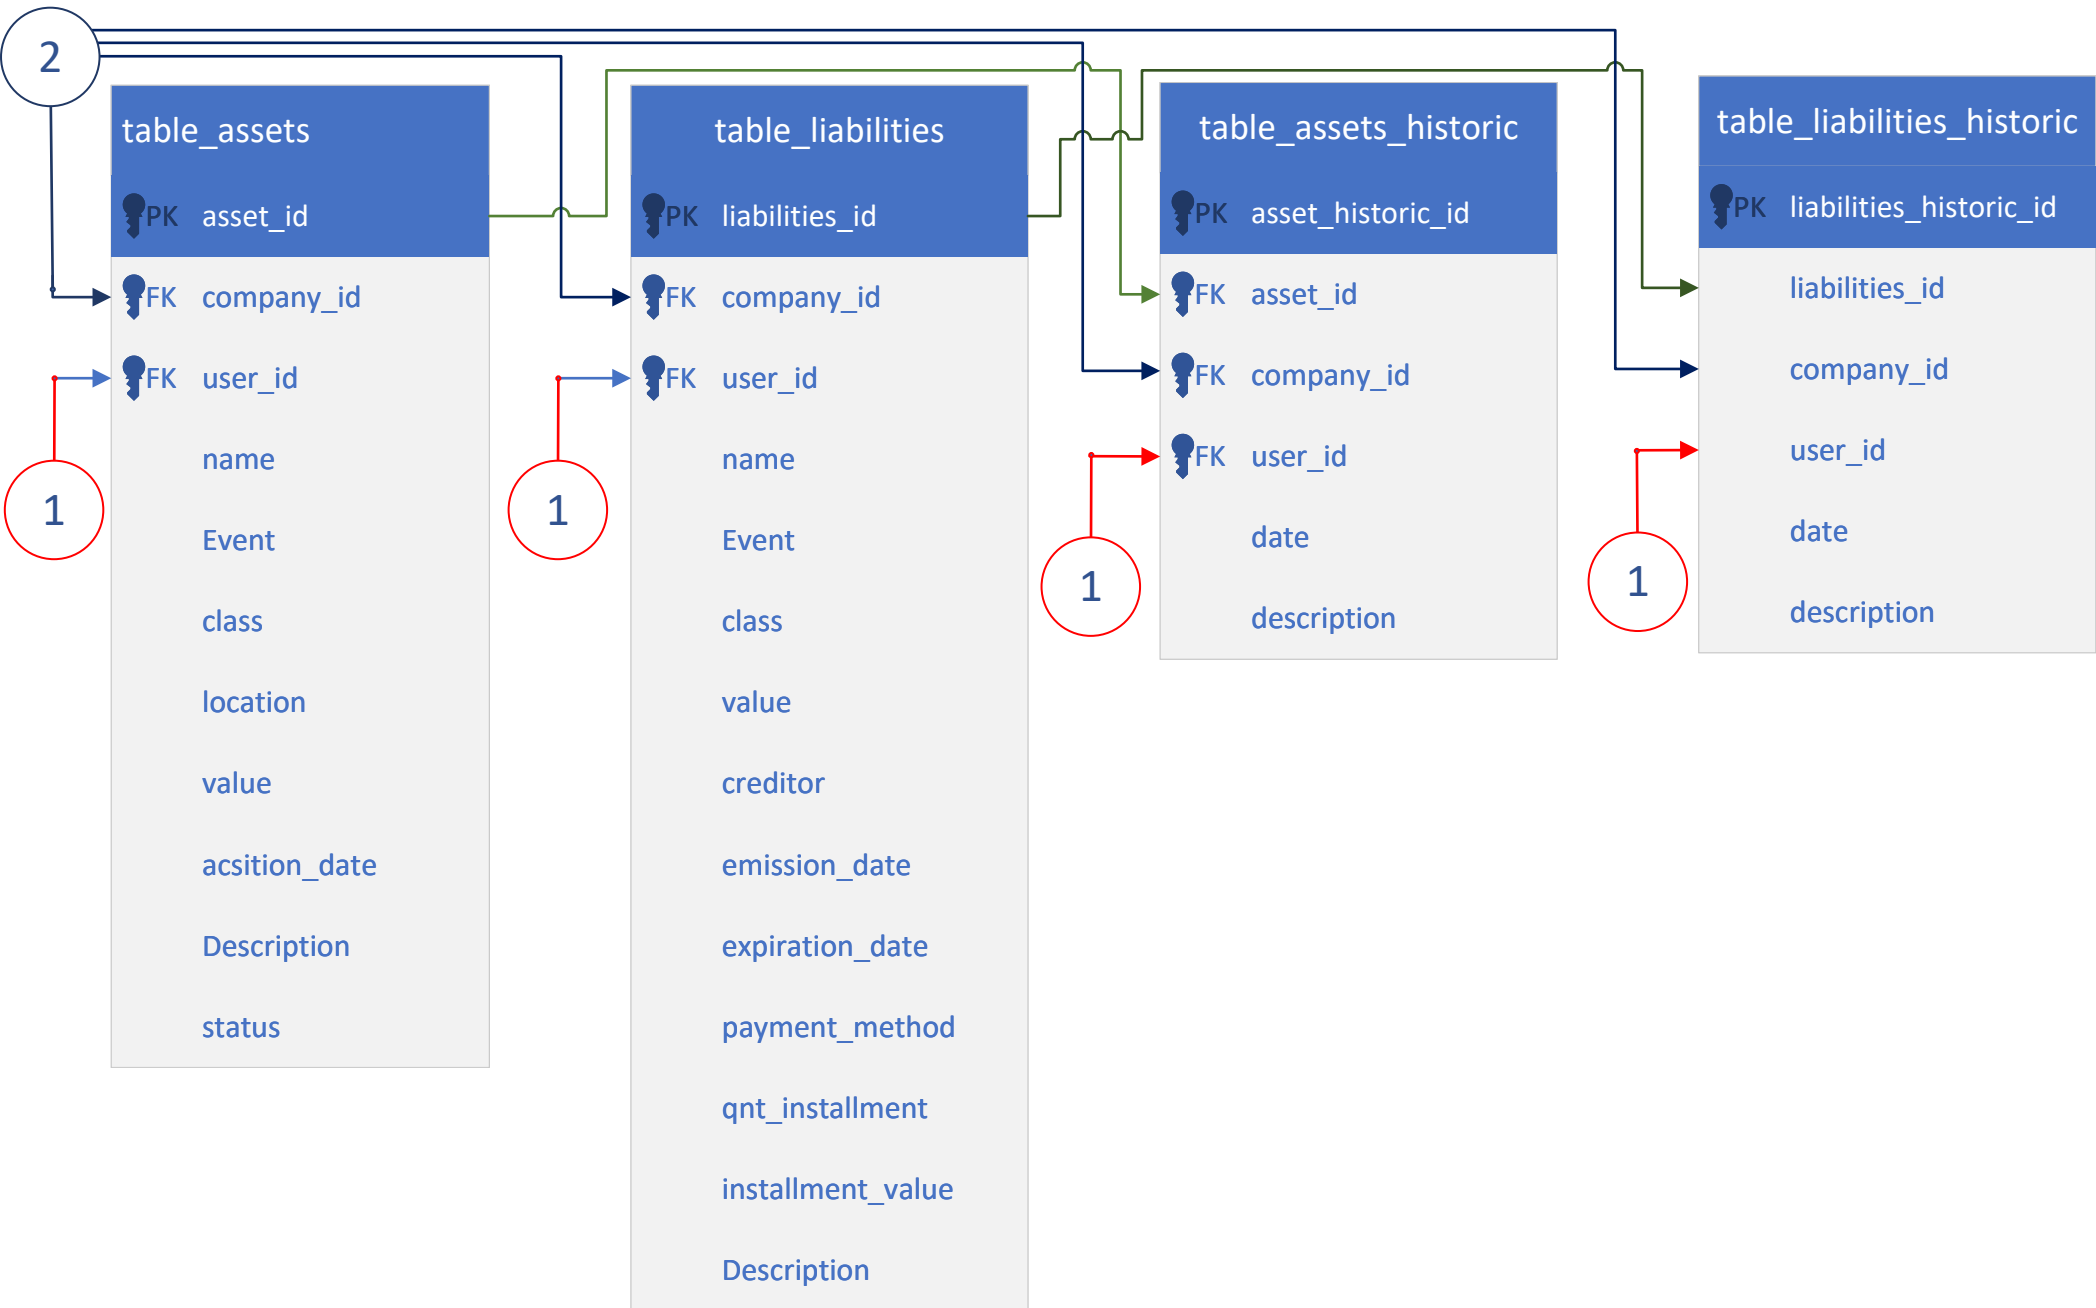 2
table_assets
PK asset_id
FK company_id
FK user_id
name
Event
class
location
value
acsition_date
Description
status
1
table_liabilities
PK liabilities_id
FK company_id
FK user_id
name
Event
class
value
creditor
emission_date
expiration_date
payment_method
qnt_installment
installment_value
Description
1
table_assets_historic
PK asset_historic_id
FK asset_id
FK company_id
FK user_id
date
description
1
table_liabilities_historic
PK liabilities_historic_id
liabilities_id
company_id
user_id
date
description
1